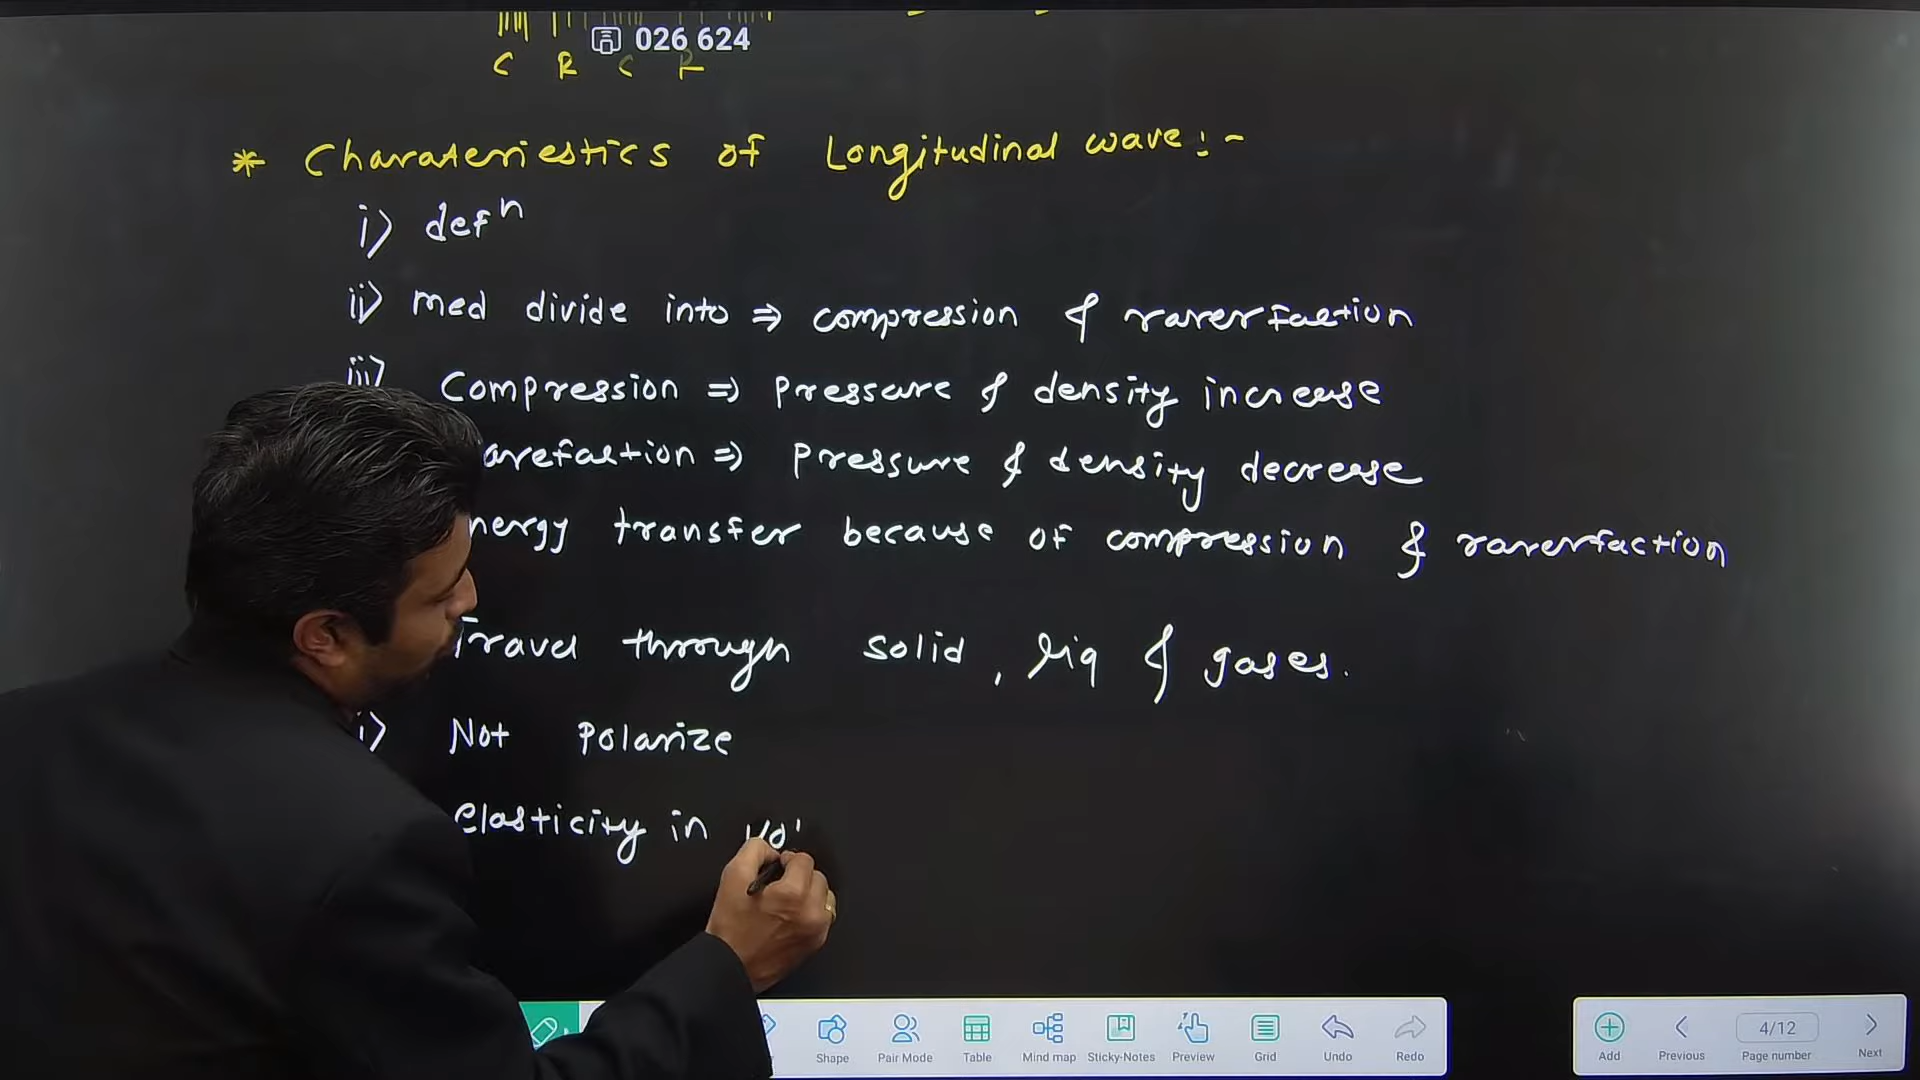 026 624
C R C R
* Charateriestics of Longitudinal wave :-
i) defn
ii) med divide into ⇒ compression & rarerfaction
iii) Compression ⇒ pressure & density increase
arefaction ⇒ pressure & density decrease
nergy transfer because of compression & rarerfaction
Travel through solid, liq & gases.
i) Not polarize
elasticity in
Shape Pair Mode Table Mind map Sticky-Notes Preview Grid Undo Redo
Add Previous 4/12 Page number Next